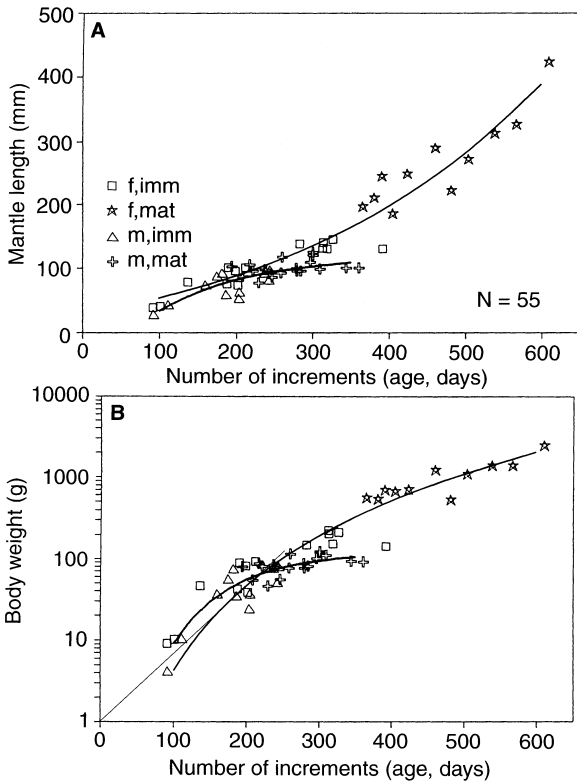 500
A
400
300
200
100
0
Mantle length (mm)
f,imm
f,mat
m,imm
m,mat
N = 55
0 100 200 300 400 500 600
Number of increments (age, days)
10000
B
1000
100
10
1
Body weight (g)
0 100 200 300 400 500 600
Number of increments (age, days)